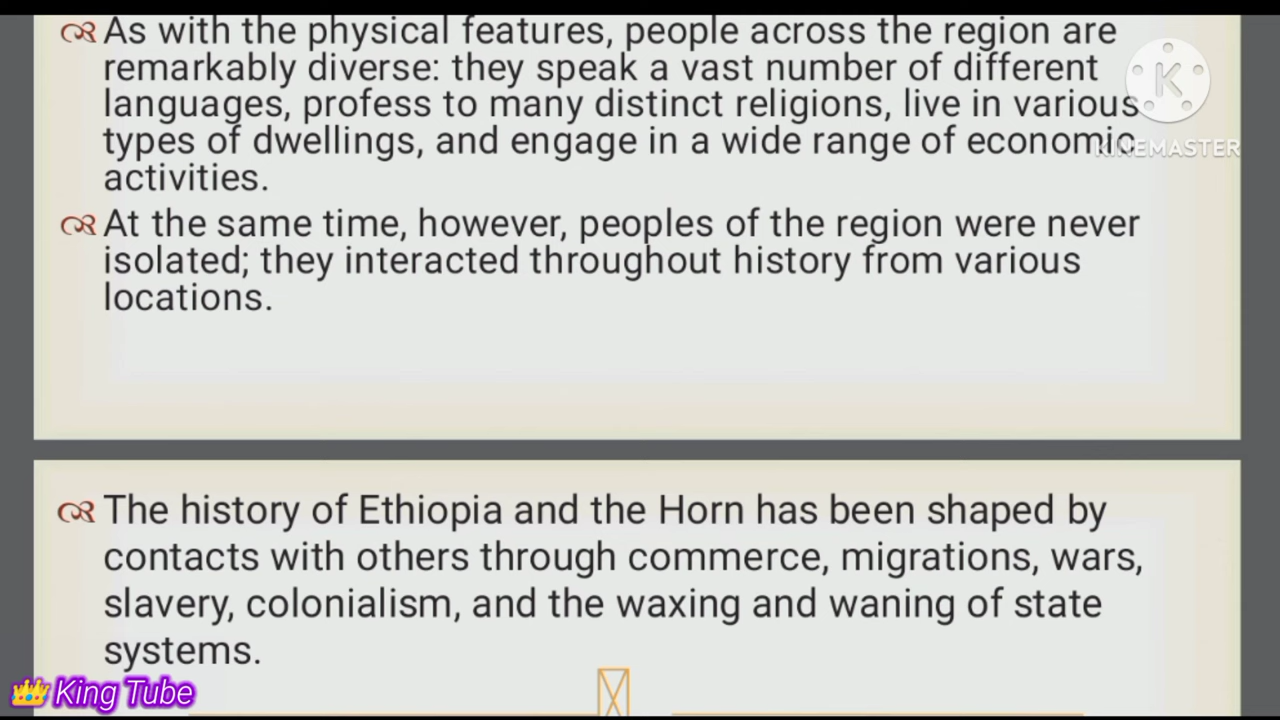 As with the physical features, people across the region are
remarkably diverse: they speak a vast number of different
languages, profess to many distinct religions, live in various
types of dwellings, and engage in a wide range of economic
activities.
At the same time, however, peoples of the region were never
isolated; they interacted throughout history from various
locations.
The history of Ethiopia and the Horn has been shaped by
contacts with others through commerce, migrations, wars,
slavery, colonialism, and the waxing and waning of state
systems.
K
KINEMASTER
King Tube